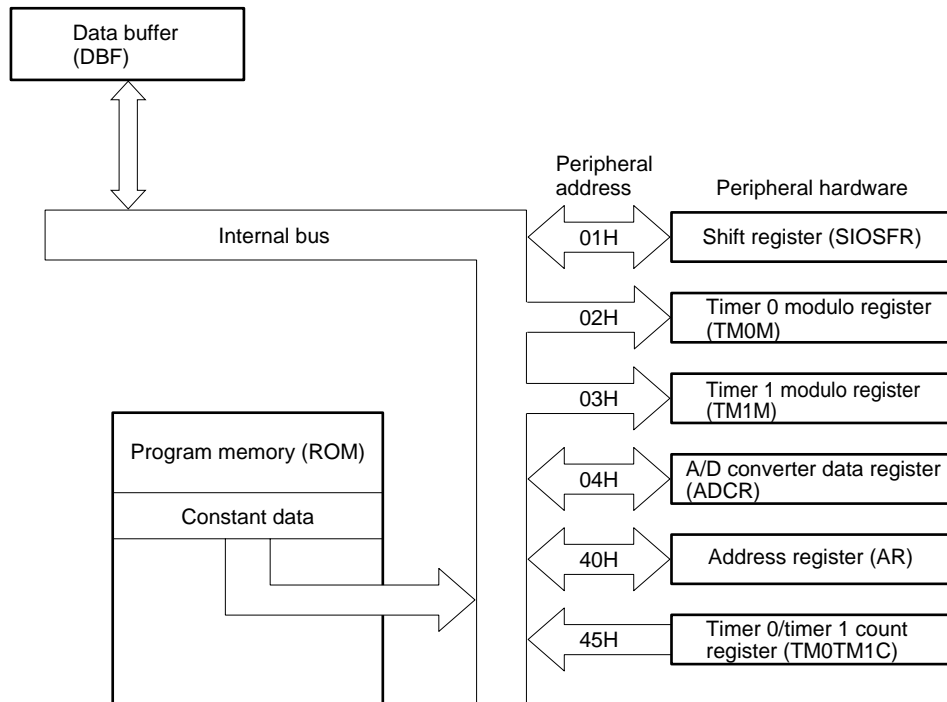 Data buffer
(DBF)
Internal bus
Peripheral
address
Peripheral hardware
01H
Shift register (SIOSFR)
02H
Timer 0 modulo register
(TM0M)
03H
Timer 1 modulo register
(TM1M)
04H
A/D converter data register
(ADCR)
40H
Address register (AR)
45H
Timer 0/timer 1 count
register (TM0TM1C)
Program memory (ROM)
Constant data